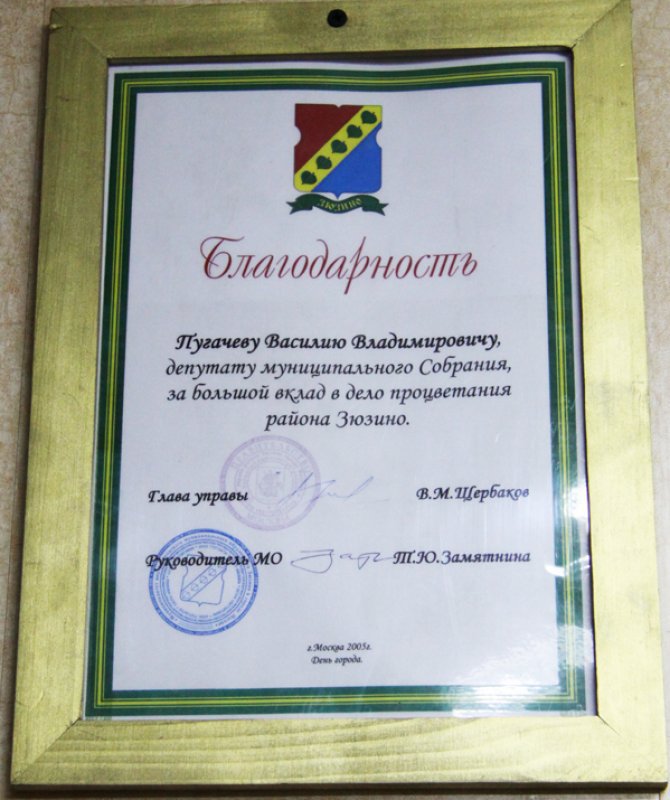 ЗЮЗИНО
Благодарность
Пугачеву Василию Владимировичу,
депутату муниципального Собрания,
за большой вклад в дело процветания
района Зюзино.
Глава управы В.М.Щербаков
Руководитель МО Т.Ю.Замятнина
г.Москва 2005г.
День города.